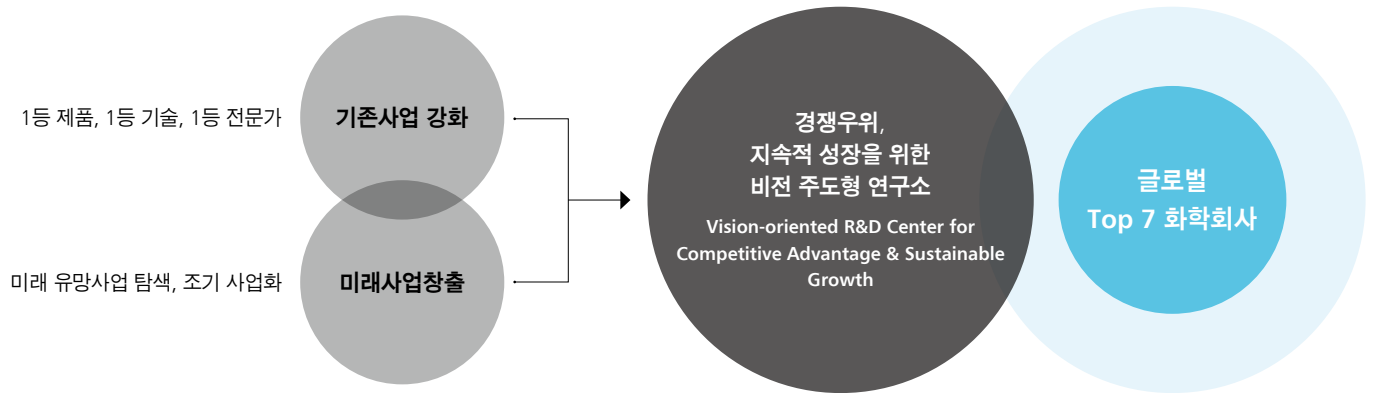 1등 제품, 1등 기술, 1등 전문가
기존사업 강화
미래 유망사업 탐색, 조기 사업화
미래사업창출
경쟁우위,
지속적 성장을 위한
비전 주도형 연구소
Vision-oriented R&D Center for
Competitive Advantage & Sustainable
Growth
글로벌
Top 7 화학회사